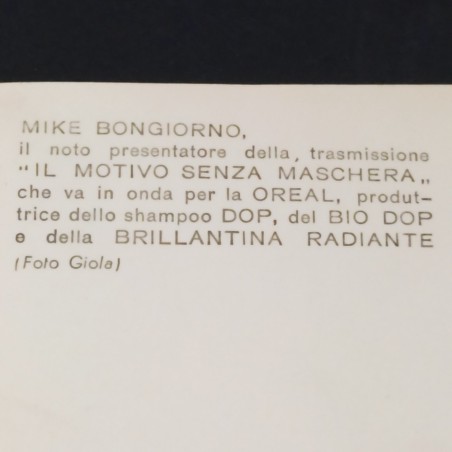 MIKE BONGIORNO,
il noto presentatore della, trasmissione
"IL MOTIVO SENZA MASCHERA„
che va in onda per la OREAL, produt-
trice dello shampoo DOP, del BIO DOP
e della BRILLANTINA RADIANTE
(Foto Giola)